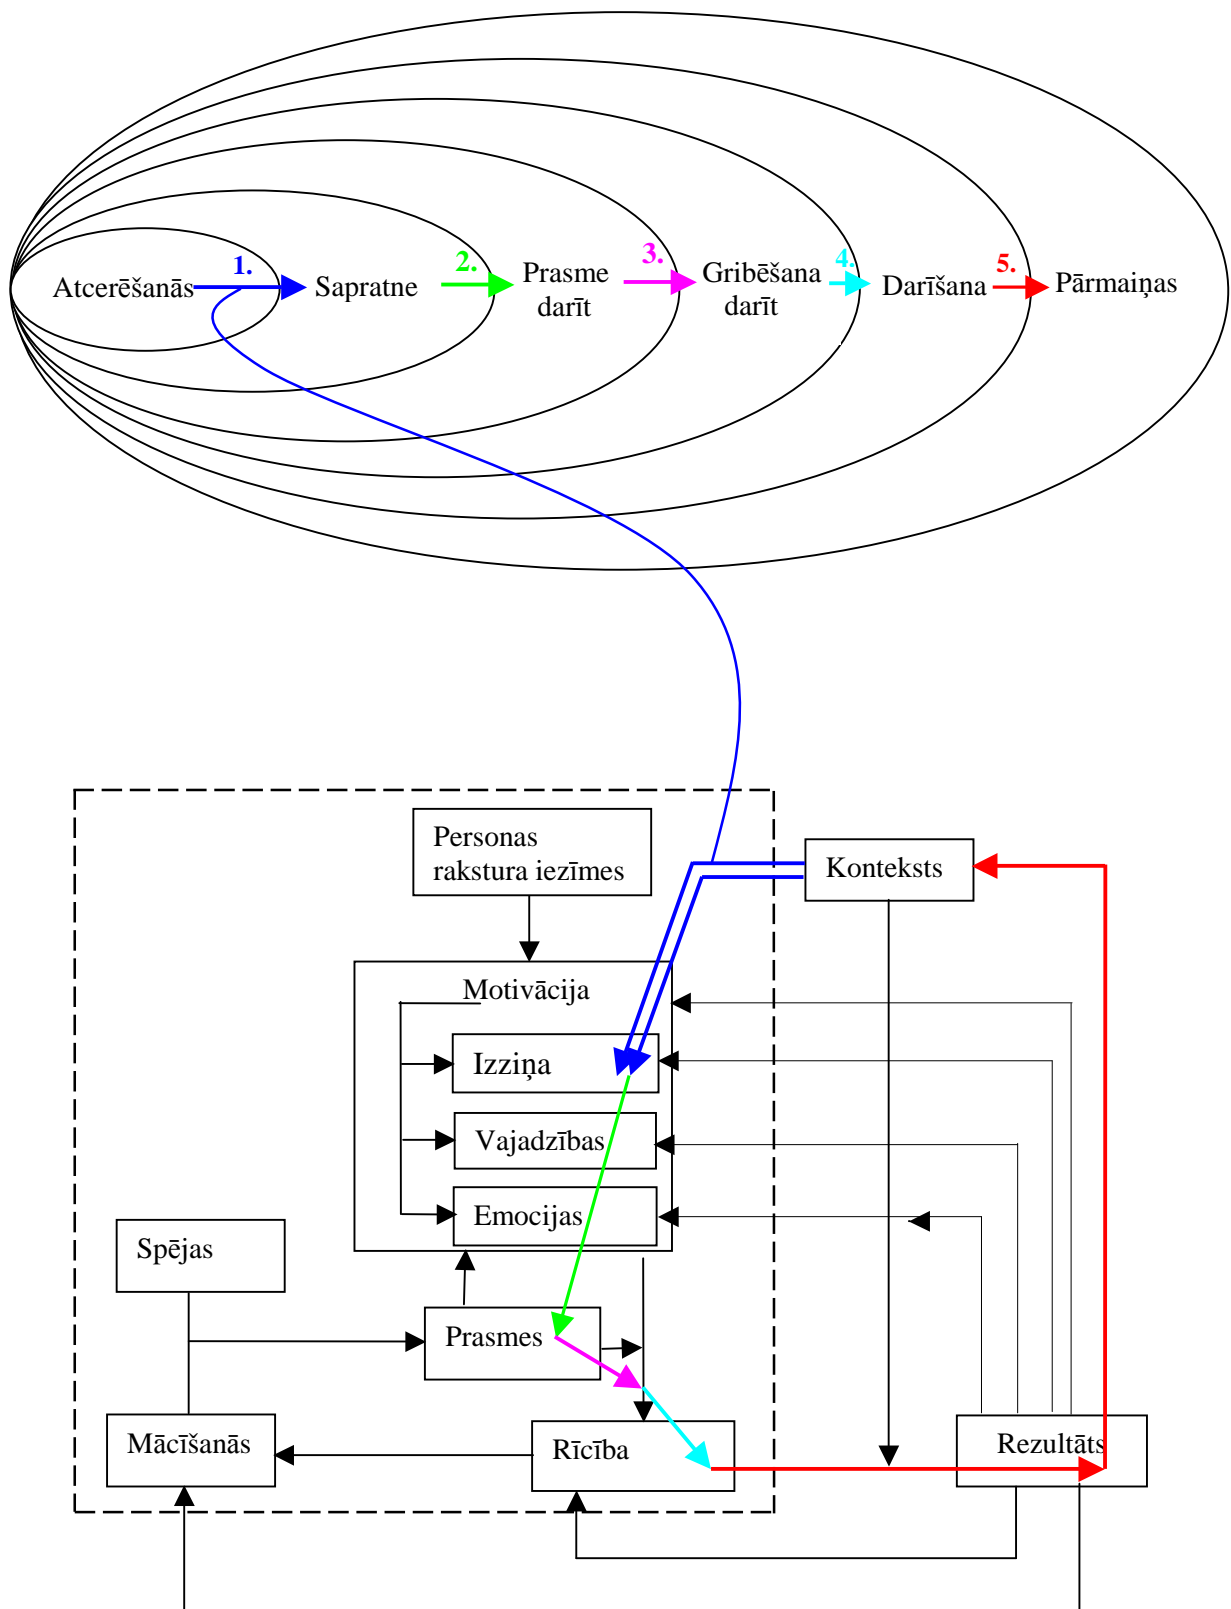 1.
2.
3.
4.
5.
Atcerēšanās
Sapratne
Prasme
darīt
Gribēšana
darīt
Darīšana
Pārmaiņas
Personas
rakstura iezīmes
Konteksts
Motivācija
Izziņa
Vajadzības
Emocijas
Spējas
Prasmes
Mācīšanās
Rīcība
Rezultāts